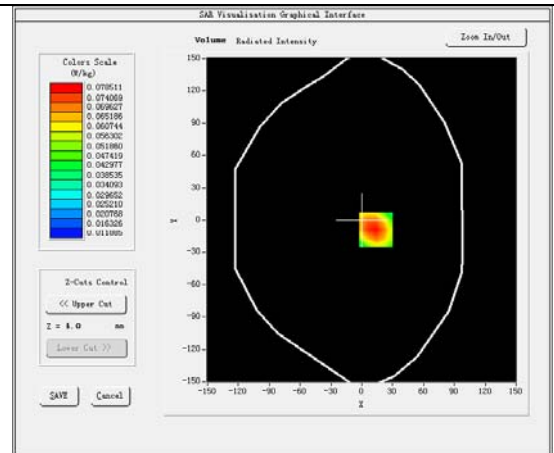 SAR Visualisation Graphical Interface
Volume Radiated Intensity
Zoom In/Out
Colors Scale
(W/kg)
0.078511
0.074069
0.069627
0.065186
0.060744
0.056302
0.051860
0.047419
0.042977
0.038535
0.034093
0.029652
0.025210
0.020768
0.016326
0.011885
150
120
90
60
30
0
-30
-60
-90
-120
-150
Y
-150 -120 -90 -60 -30 0 30 60 90 120 150
X
Z-Cuts Control
<< Upper Cut
Z = 4.0 mm
Lower Cut >>
SAVE Cancel